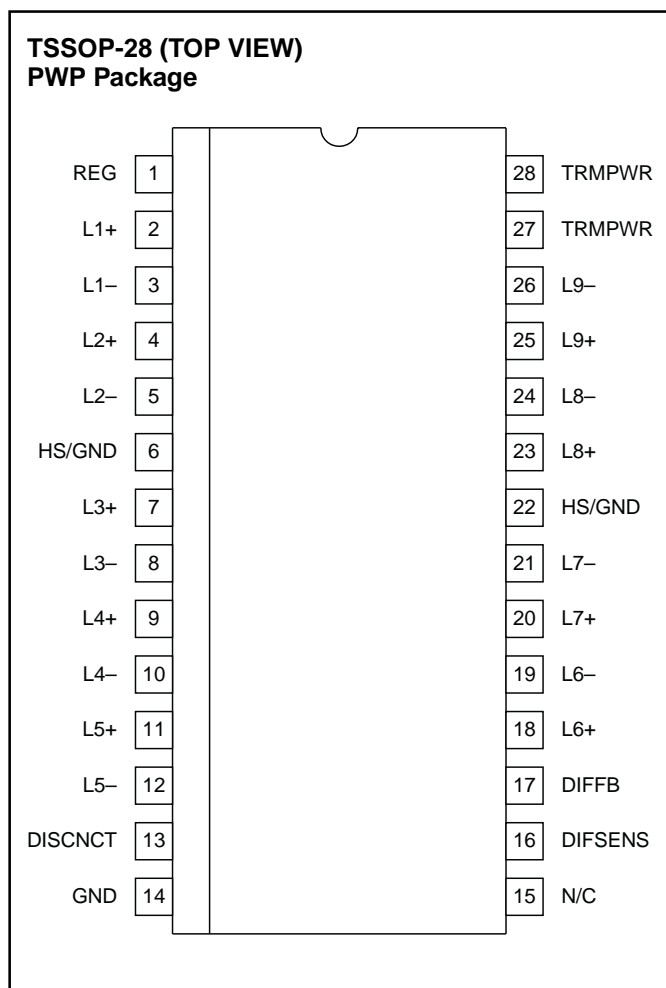 TSSOP-28 (TOP VIEW)
PWP Package
REG 1 28 TRMPWR
L1+ 2 27 TRMPWR
L1– 3 26 L9–
L2+ 4 25 L9+
L2– 5 24 L8–
HS/GND 6 23 L8+
L3+ 7 22 HS/GND
L3– 8 21 L7–
L4+ 9 20 L7+
L4– 10 19 L6–
L5+ 11 18 L6+
L5– 12 17 DIFFB
DISCNCT 13 16 DIFSENS
GND 14 15 N/C